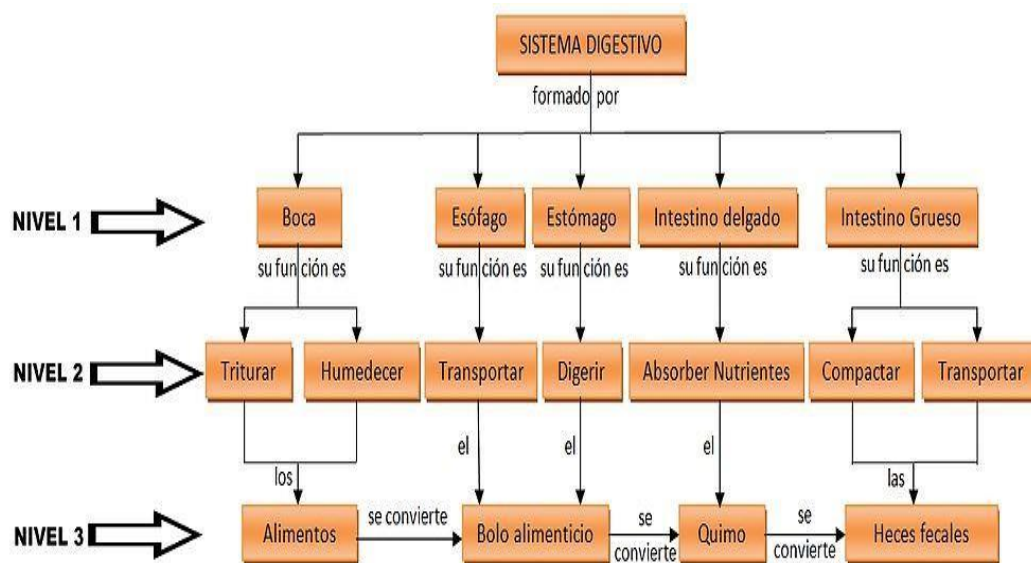 SISTEMA DIGESTIVO
formado por
NIVEL 1
Boca
Esófago
Estómago
Intestino delgado
Intestino Grueso
su función es
su función es
su función es
su función es
su función es
NIVEL 2
Triturar
Humedecer
Transportar
Digerir
Absorber Nutrientes
Compactar
Transportar
los
el
el
el
las
NIVEL 3
Alimentos
se convierte
Bolo alimenticio
se
convierte
Quimo
se
convierte
Heces fecales